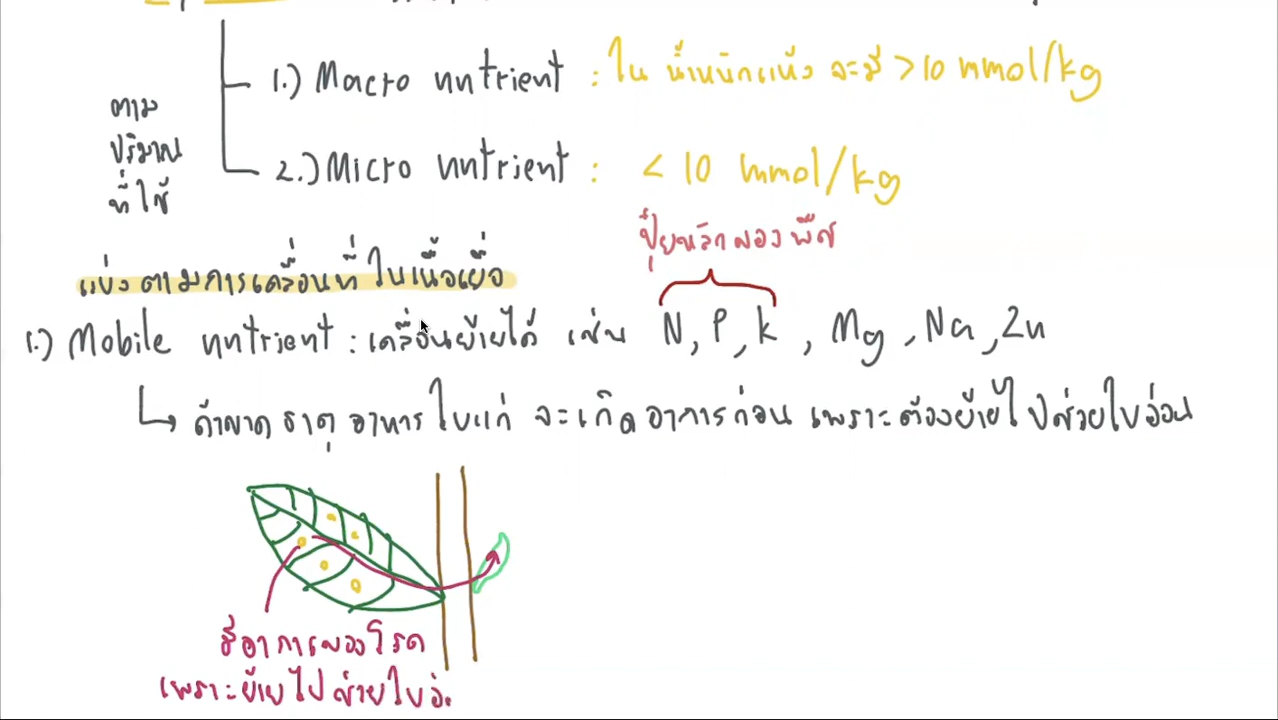 1.) Macro nutrient : ใน น้ำหนักแห้ง จะมี > 10 mmol/kg
ตาม
ปริมาณ
ที่ใช้
2.) Micro nutrient : < 10 mmol/kg
ปุ๋ยหลักของพืช
แบ่งตามการเคลื่อนที่ในเนื้อเยื่อ
1.) Mobile nutrient : เคลื่อนย้ายได้ เช่น N, P, K, Mg, Na, Zn
ถ้าขาด ธาตุ อาหาร ใบแก่ จะเกิด อาการก่อน เพราะ ต้องย้ายไปช่วยใบอ่อน
มีอาการของโรค
เพราะย้ายไปช่วยใบอ่